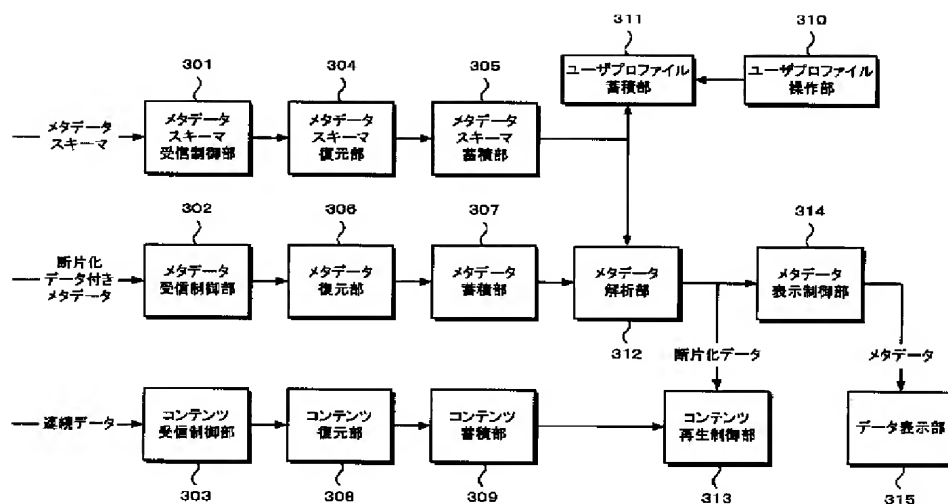 311
310
ユーザプロファイル
蓄積部
ユーザプロファイル
操作部
301
304
305
メタデータ
スキーマ
メタデータ
スキーマ
受信制御部
メタデータ
スキーマ
復元部
メタデータ
スキーマ
蓄積部
302
306
307
314
断片化
データ付き
メタデータ
メタデータ
受信制御部
メタデータ
復元部
メタデータ
蓄積部
メタデータ
解析部
メタデータ
表示制御部
312
断片化データ
メタデータ
連続データ
コンテンツ
受信制御部
コンテンツ
復元部
コンテンツ
蓄積部
コンテンツ
再生制御部
データ表示部
303
308
309
313
315